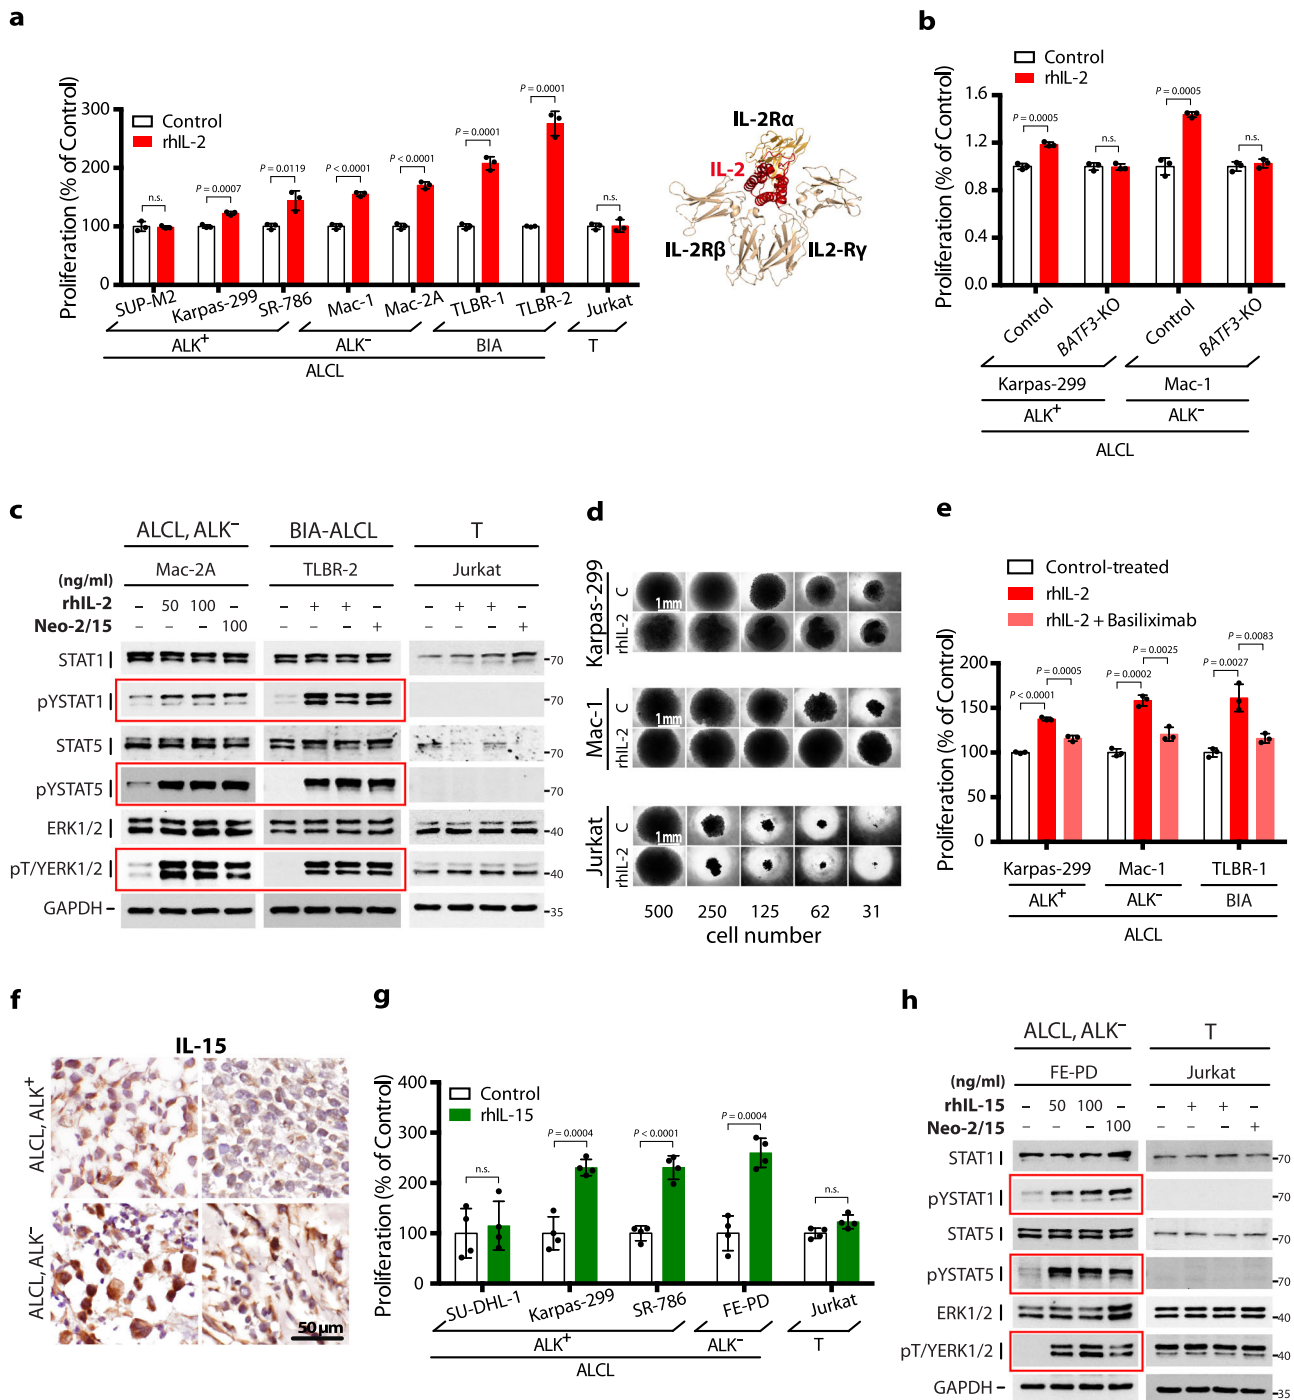 a
Proliferation (% of Control)
300
200
100
0
Control
rhIL-2
n.s.
P = 0.0007
P = 0.0119
P < 0.0001
P < 0.0001
P = 0.0001
P = 0.0001
n.s.
SUP-M2
Karpas-299
SR-786
Mac-1
Mac-2A
TLBR-1
TLBR-2
Jurkat
ALK+
ALK−
BIA
T
ALCL
IL-2Rα
IL-2
IL-2Rβ
IL2-Rγ
b
Proliferation (% of Control)
1.6
1.2
0.8
0.4
0.0
Control
rhIL-2
P = 0.0005
n.s.
P = 0.0005
n.s.
Control
BATF3-KO
Control
BATF3-KO
Karpas-299
Mac-1
ALK+
ALK−
ALCL
c
ALCL, ALK−
BIA-ALCL
T
(ng/ml)
Mac-2A
TLBR-2
Jurkat
rhIL-2
– 50 100 –
– + + –
– + + –
Neo-2/15
– – – 100
– – – +
– – – +
STAT1
70
pYSTAT1
70
STAT5
70
pYSTAT5
70
ERK1/2
40
pT/YERK1/2
40
GAPDH
35
d
Karpas-299
C
rhIL-2
1mm
Mac-1
C
rhIL-2
1mm
Jurkat
C
rhIL-2
1mm
500 250 125 62 31
cell number
e
Control-treated
rhIL-2
rhIL-2 + Basiliximab
Proliferation (% of Control)
200
150
100
50
0
P < 0.0001
P = 0.0005
P = 0.0002
P = 0.0025
P = 0.0027
P = 0.0083
Karpas-299
Mac-1
TLBR-1
ALK+
ALK−
BIA
ALCL
f
IL-15
ALCL, ALK+
ALCL, ALK−
50 µm
g
Proliferation (% of Control)
400
300
200
100
0
Control
rhIL-15
n.s.
P = 0.0004
P < 0.0001
P = 0.0004
n.s.
SU-DHL-1
Karpas-299
SR-786
FE-PD
Jurkat
ALK+
ALK−
T
ALCL
h
ALCL, ALK−
T
(ng/ml)
FE-PD
Jurkat
rhIL-15
– 50 100 –
– + + –
Neo-2/15
– – – 100
– – – +
STAT1
70
pYSTAT1
70
STAT5
70
pYSTAT5
70
ERK1/2
40
pT/YERK1/2
40
GAPDH
35